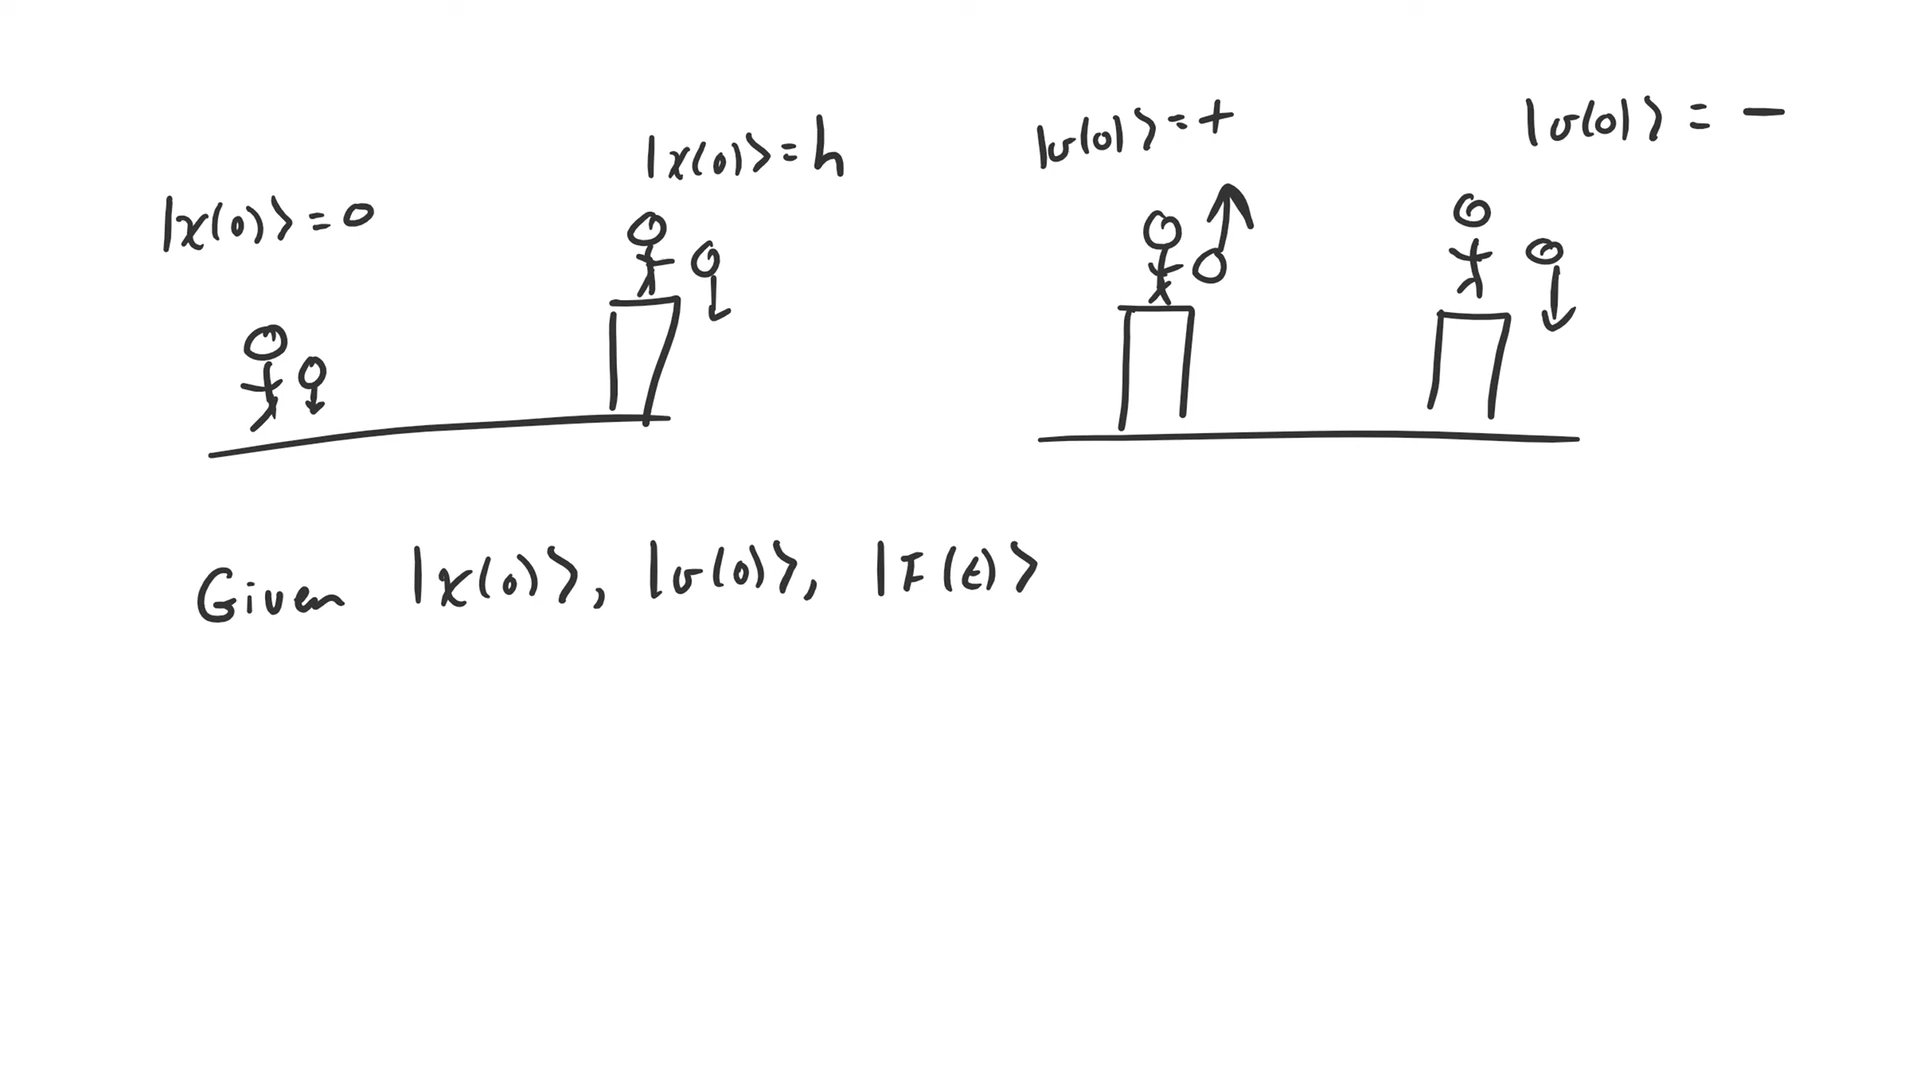 |x(0)⟩ = 0
|x(0)⟩ = h
|v(0)⟩ = +
|v(0)⟩ = −
Given |x(0)⟩, |v(0)⟩, |F(t)⟩